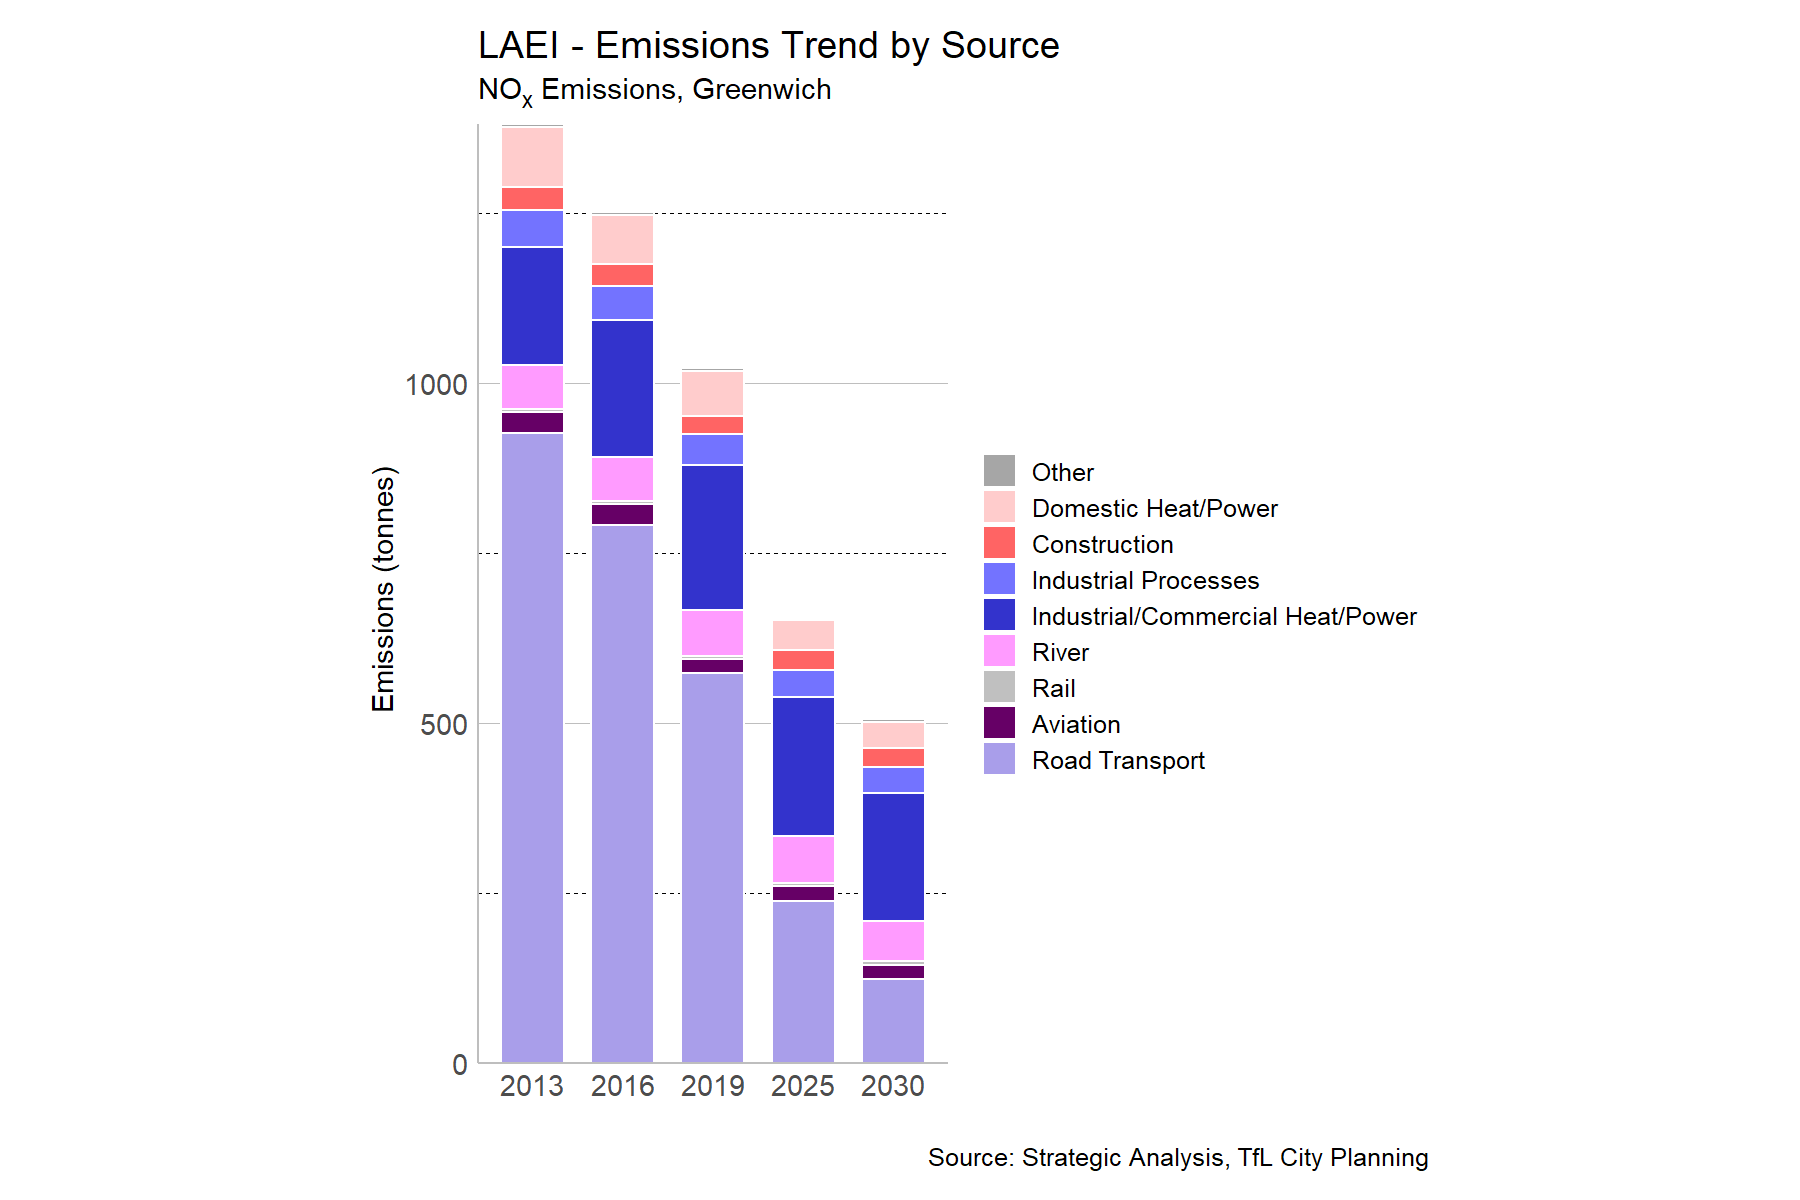 LAEI - Emissions Trend by Source
NOx Emissions, Greenwich
Emissions (tonnes)
1000
500
0
2013 2016 2019 2025 2030
Other
Domestic Heat/Power
Construction
Industrial Processes
Industrial/Commercial Heat/Power
River
Rail
Aviation
Road Transport
Source: Strategic Analysis, TfL City Planning